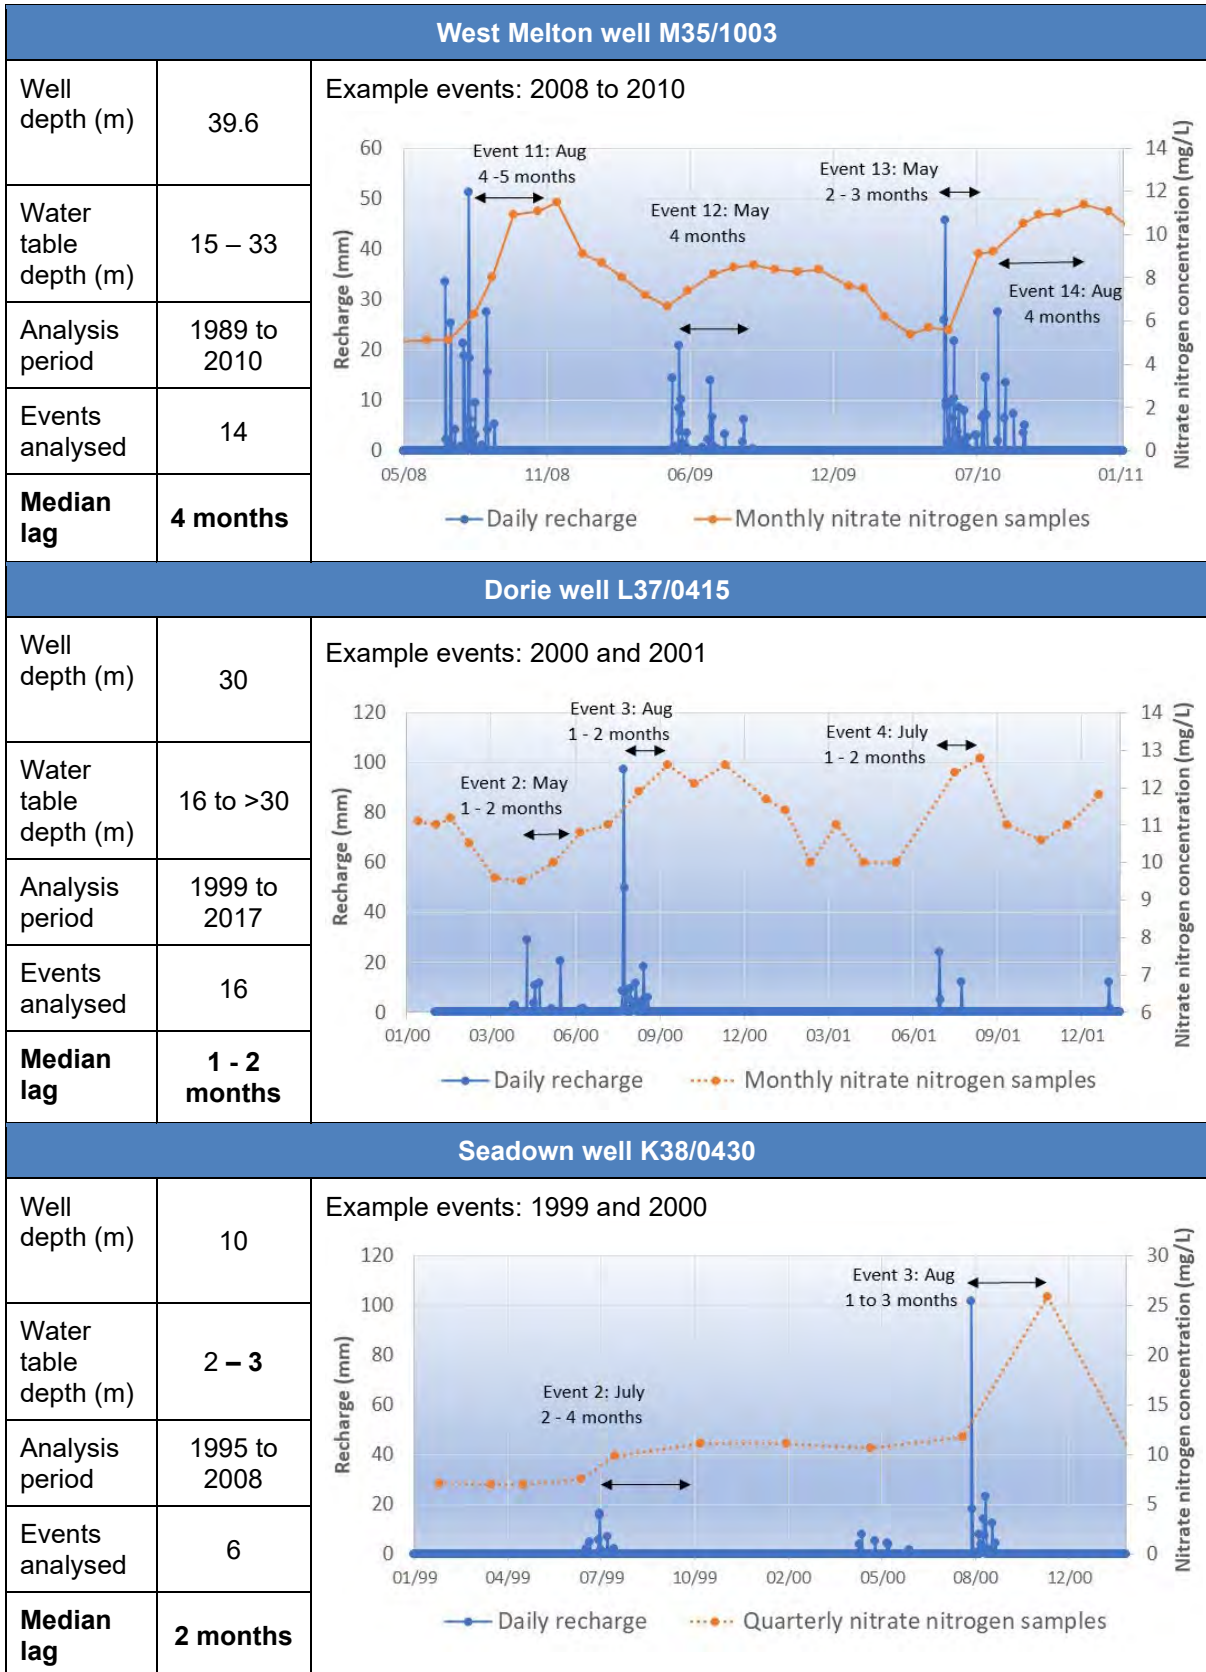 West Melton well M35/1003
Well
depth (m)
39.6
Water
table
depth (m)
15 – 33
Analysis
period
1989 to
2010
Events
analysed
14
Median
lag
4 months
Example events: 2008 to 2010
Event 11: Aug
4 -5 months
Event 12: May
4 months
Event 13: May
2 - 3 months
Event 14: Aug
4 months
Recharge (mm)
60
50
40
30
20
10
0
Nitrate nitrogen concentration (mg/L)
14
12
10
8
6
4
2
0
05/08
11/08
06/09
12/09
07/10
01/11
Daily recharge
Monthly nitrate nitrogen samples
Dorie well L37/0415
Well
depth (m)
30
Water
table
depth (m)
16 to >30
Analysis
period
1999 to
2017
Events
analysed
16
Median
lag
1 - 2
months
Example events: 2000 and 2001
Event 2: May
1 - 2 months
Event 3: Aug
1 - 2 months
Event 4: July
1 - 2 months
Recharge (mm)
120
100
80
60
40
20
0
Nitrate nitrogen concentration (mg/L)
14
13
12
11
10
9
8
7
6
01/00
03/00
06/00
09/00
12/00
03/01
06/01
09/01
12/01
Daily recharge
Monthly nitrate nitrogen samples
Seadown well K38/0430
Well
depth (m)
10
Water
table
depth (m)
2 – 3
Analysis
period
1995 to
2008
Events
analysed
6
Median
lag
2 months
Example events: 1999 and 2000
Event 2: July
2 - 4 months
Event 3: Aug
1 to 3 months
Recharge (mm)
120
100
80
60
40
20
0
Nitrate nitrogen concentration (mg/L)
30
25
20
15
10
5
0
01/99
04/99
07/99
10/99
02/00
05/00
08/00
12/00
Daily recharge
Quarterly nitrate nitrogen samples